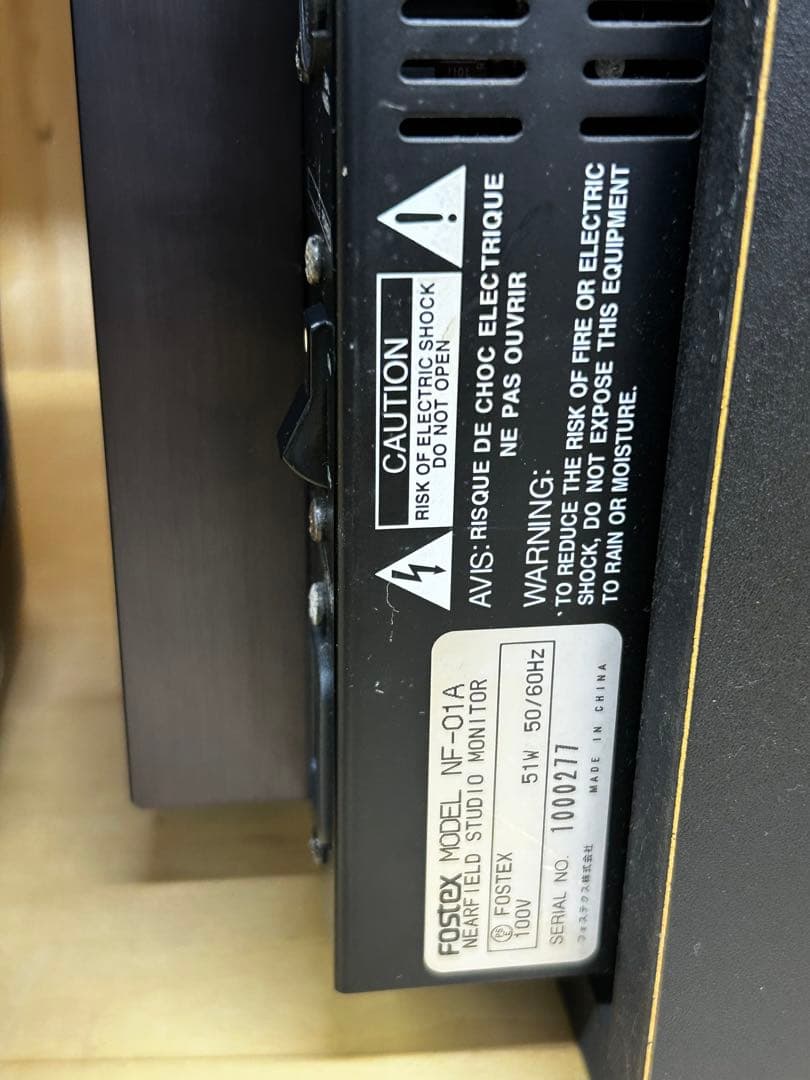 CAUTION
RISK OF ELECTRIC SHOCK
DO NOT OPEN
AVIS: RISQUE DE CHOC ELECTRIQUE
NE PAS OUVRIR
WARNING:
TO REDUCE THE RISK OF FIRE OR ELECTRIC
SHOCK, DO NOT EXPOSE THIS EQUIPMENT
TO RAIN OR MOISTURE.
FOSTEX MODEL NF-01A
NEARFIELD STUDIO MONITOR
PSE FOSTEX
100V 51W 50/60Hz
SERIAL NO. 1000277
フォステクス株式会社 MADE IN CHINA